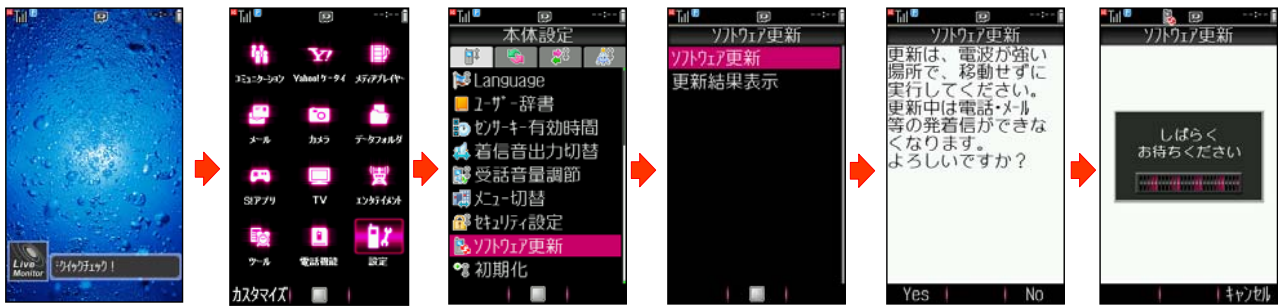 Live
Monitor
クイックチェック！
コミュニケーション
Yahoo!ケータイ
メディアプレイヤー
メール
カメラ
データフォルダ
S!アプリ
TV
エンタテイメント
ツール
電話機能
設定
カスタマイズ
--:--
本体設定
Language
ユーザー辞書
センサーキー有効時間
着信音出力切替
受話音量調節
メニュー切替
セキュリティ設定
ソフトウェア更新
初期化
--:--
ソフトウェア更新
ソフトウェア更新
更新結果表示
--:--
ソフトウェア更新
更新は、電波が強い
場所で、移動せずに
実行してください。
更新中は電話・メール
等の発着信ができな
くなります。
よろしいですか？
Yes
No
--:--
ソフトウェア更新
しばらく
お待ちください
キャンセル